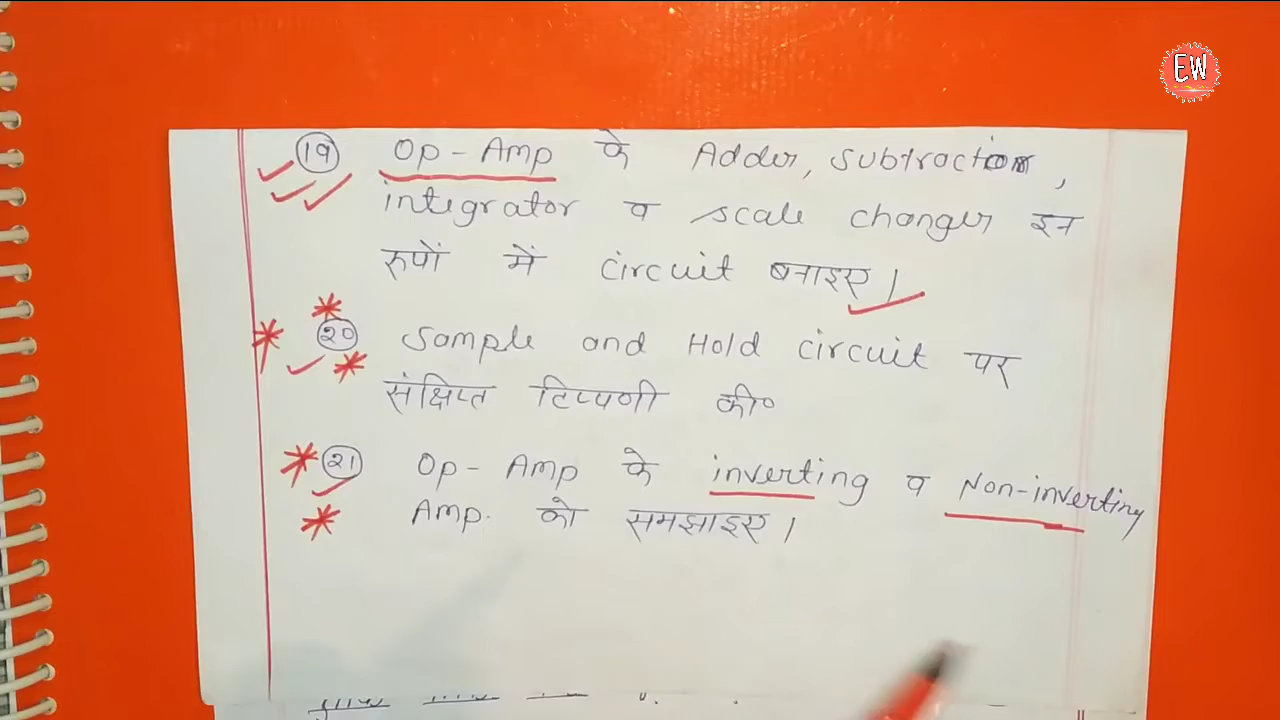 EW
19 Op-Amp के Adder, Subtractor,
integrator व scale changer इन
रुपों में circuit बनाइए।
20 Sample and Hold circuit पर
संक्षिप्त टिप्पणी की०
21 Op-Amp के inverting व Non-inverting
Amp. को समझाइए।